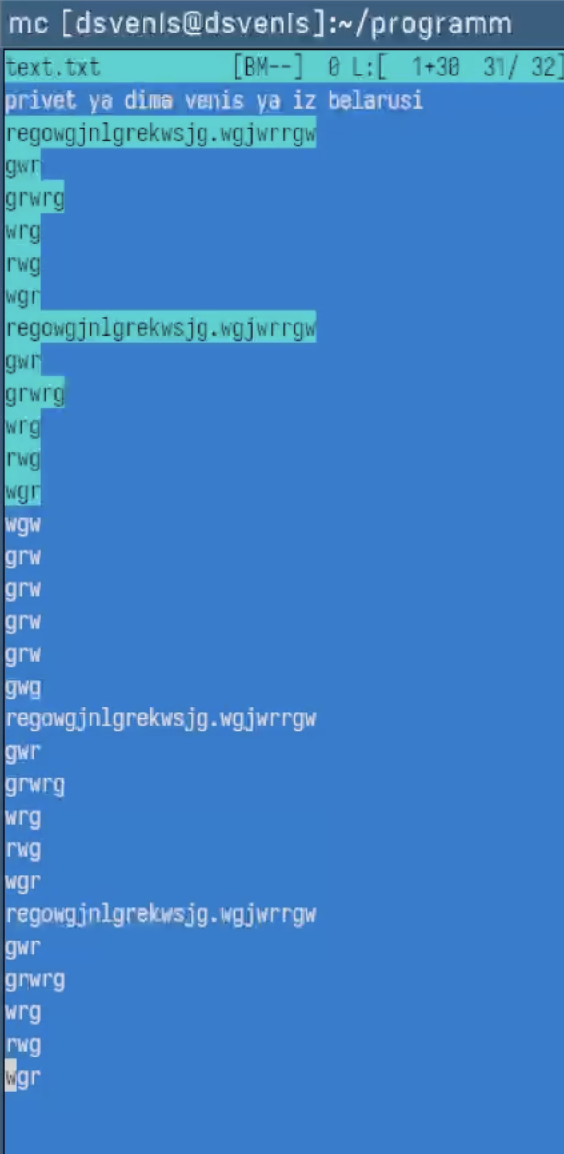 mc [dsvenls@dsvenls]:~/programm
text.txt [BM--] 0 L:[ 1+30 31/ 32]
privet ya dima venis ya iz belarusi
regowgjnlgrekwsjg.wgjwrrgw
gwr
grwrg
wrg
rwg
wgr
regowgjnlgrekwsjg.wgjwrrgw
gwr
grwrg
wrg
rwg
wgr
wgw
grw
grw
grw
grw
gwg
regowgjnlgrekwsjg.wgjwrrgw
gwr
grwrg
wrg
rwg
wgr
regowgjnlgrekwsjg.wgjwrrgw
gwr
grwrg
wrg
rwg
wgr